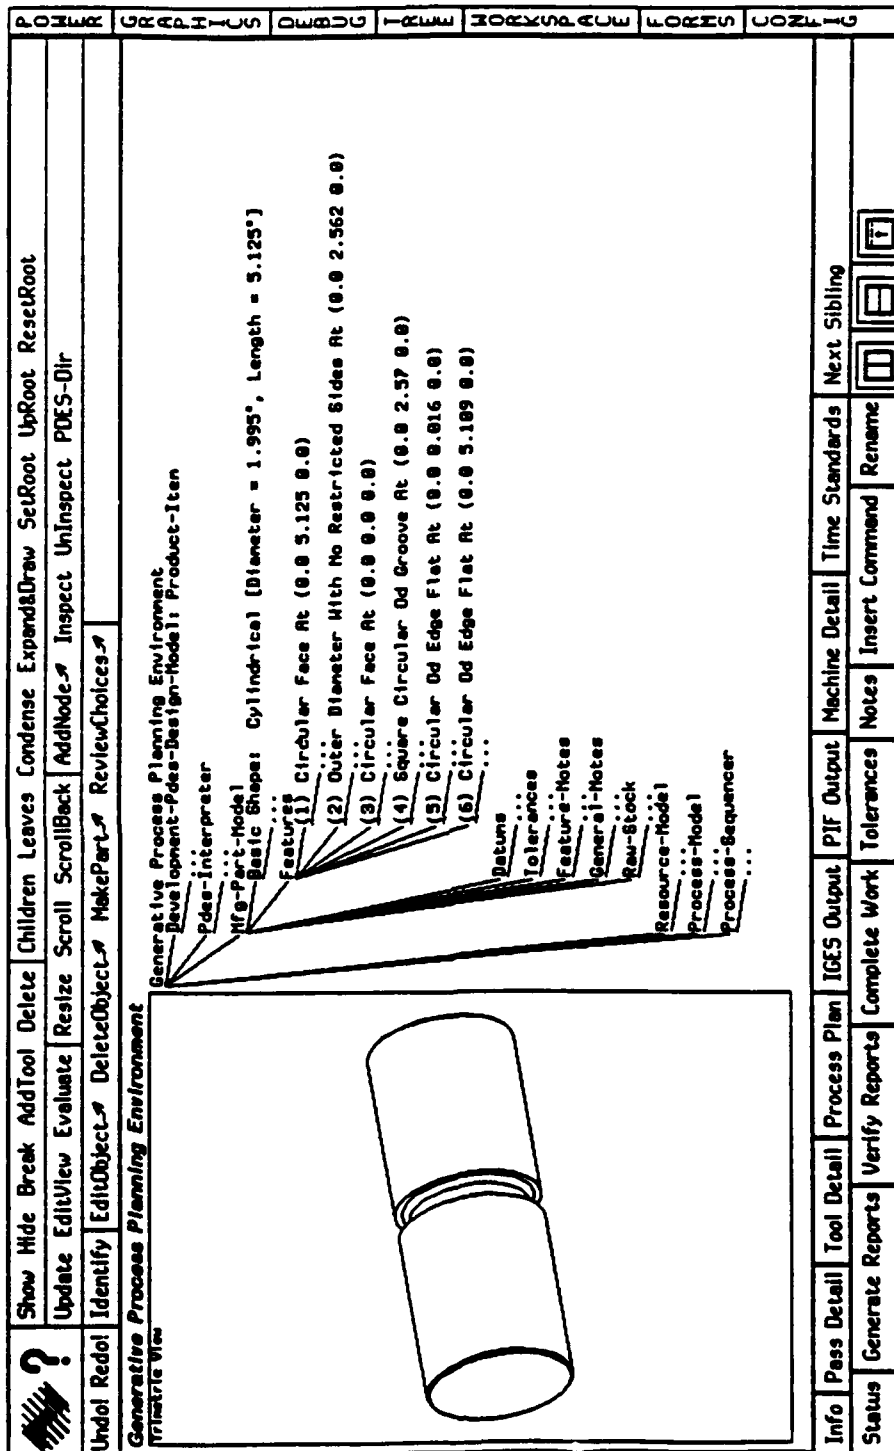 ?
Show Hide Break AddTool Delete Children Leaves Condense Expand&Draw SetRoot UpRoot ResetRoot
Update EditView Evaluate Resize Scroll ScrollBack AddNode Inspect UnInspect PDES-Dir
Undo! Redo! Identify EditObject DeleteObject MakePart ReviewChoices
POWER
GRAPHICS
DEBUG
TREE
WORKSPACE
FORMS
CONFIG
Generative Process Planning Environment
Trimetric View
Generative Process Planning Environment
Development-Pdes-Design-Model: Product-Item
...
Pdes-Interpreter
...
Mfg-Part-Model
Basic Shape: Cylindrical [Diameter = 1.995", Length = 5.125"]
...
Features
(1) Circular Face At (0.0 5.125 0.0)
...
(2) Outer Diameter With No Restricted Sides At (0.0 2.562 0.0)
...
(3) Circular Face At (0.0 0.0 0.0)
...
(4) Square Circular Od Groove At (0.0 2.57 0.0)
...
(5) Circular Od Edge Flat At (0.0 0.016 0.0)
...
(6) Circular Od Edge Flat At (0.0 5.109 0.0)
...
Datums
...
Tolerances
...
Feature-Notes
...
General-Notes
...
Raw-Stock
...
Resource-Model
...
Process-Model
...
Process-Sequencer
...
Info Pass Detail Tool Detail Process Plan IGES Output PIF Output Machine Detail Time Standards Next Sibling
Status Generate Reports Verify Reports Complete Work Tolerances Notes Insert Command Rename